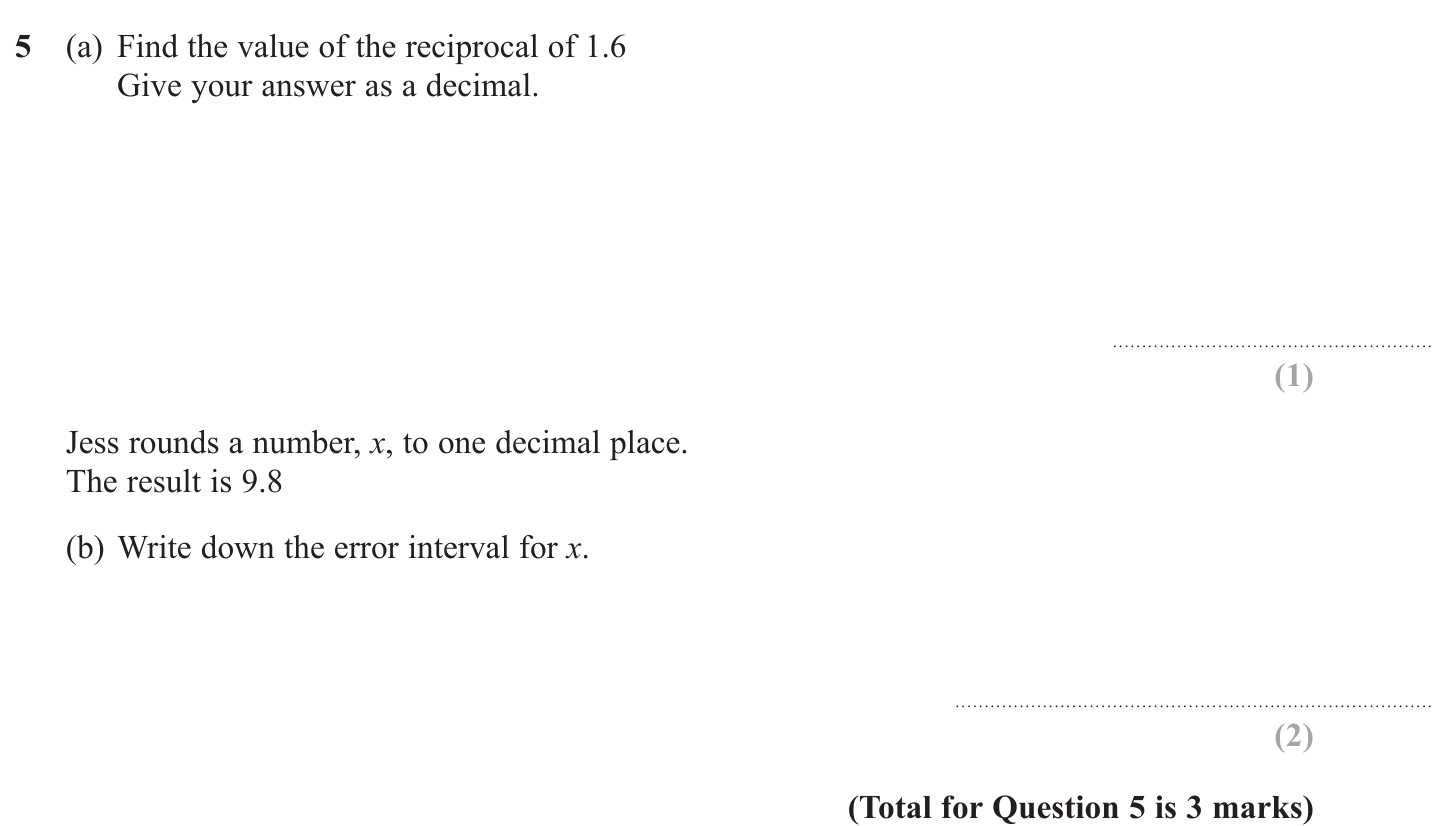 5 (a) Find the value of the reciprocal of 1.6
Give your answer as a decimal.
(1)
Jess rounds a number, x, to one decimal place.
The result is 9.8
(b) Write down the error interval for x.
(2)
(Total for Question 5 is 3 marks)